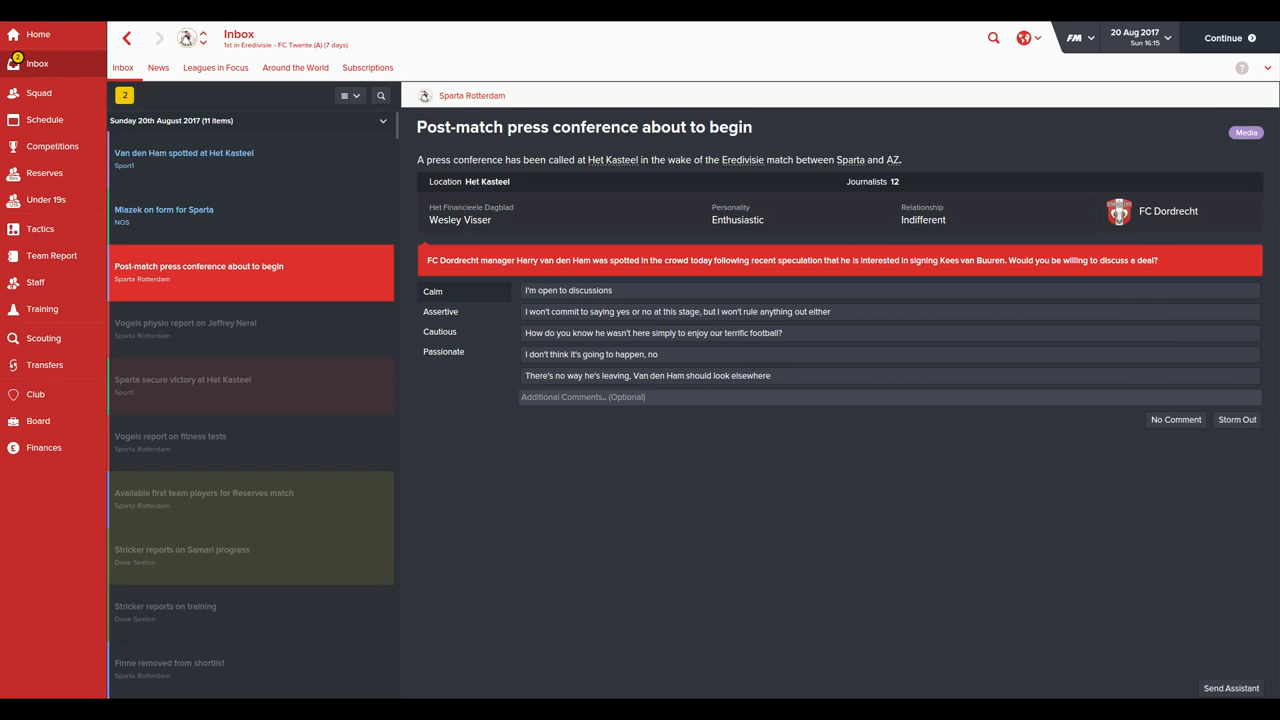 Home
Inbox
2
Squad
Schedule
Competitions
Reserves
Under 19s
Tactics
Team Report
Staff
Training
Scouting
Transfers
Club
Board
Finances
Inbox
1st in Eredivisie - FC Twente (A) (7 days)
FM
20 Aug 2017
Sun 16:15
Continue
Inbox
News
Leagues in Focus
Around the World
Subscriptions
2
Sunday 20th August 2017 (11 items)
Van den Ham spotted at Het Kasteel
Sport1
Mlazek on form for Sparta
NOS
Post-match press conference about to begin
Sparta Rotterdam
Vogels physio report on Jeffrey Neral
Sparta Rotterdam
Sparta secure victory at Het Kasteel
Sport1
Vogels report on fitness tests
Sparta Rotterdam
Available first team players for Reserves match
Sparta Rotterdam
Stricker reports on Samari progress
Dave Sexton
Stricker reports on training
Dave Sexton
Finne removed from shortlist
Sparta Rotterdam
Sparta Rotterdam
Post-match press conference about to begin
Media
A press conference has been called at Het Kasteel in the wake of the Eredivisie match between Sparta and AZ.
Location Het Kasteel
Journalists 12
Het Financieele Dagblad
Wesley Visser
Personality
Enthusiastic
Relationship
Indifferent
FC Dordrecht
FC Dordrecht manager Harry van den Ham was spotted in the crowd today following recent speculation that he is interested in signing Kees van Buuren. Would you be willing to discuss a deal?
Calm
Assertive
Cautious
Passionate
I'm open to discussions
I won't commit to saying yes or no at this stage, but I won't rule anything out either
How do you know he wasn't here simply to enjoy our terrific football?
I don't think it's going to happen, no
There's no way he's leaving, Van den Ham should look elsewhere
Additional Comments... (Optional)
No Comment
Storm Out
Send Assistant